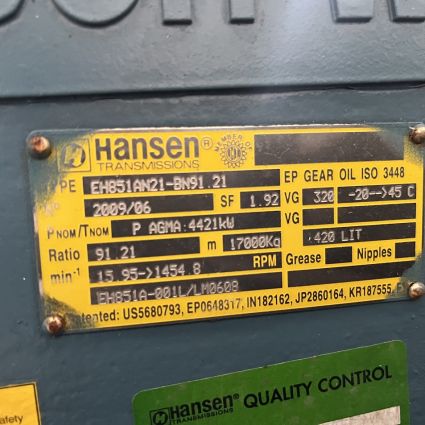 Hansen®
TRANSMISSIONS
MEMBER OF
PE EH851AN21-BN91.21 EP GEAR OIL ISO 3448
Nº 2009/06 SF 1.92 VG 320 -20-->45 C
PNOM/TNOM P AGMA:4421kW VG
Ratio 91.21 m 17000Kg 420 LIT
min⁻¹ 15.95->1454.8 RPM Grease Nipples
EH851A-001L/LM0608
tented: US5680793, EP0648317, IN182162, JP2860164, KR187555,
Hansen QUALITY CONTROL
TRANSMISSIONS
afety